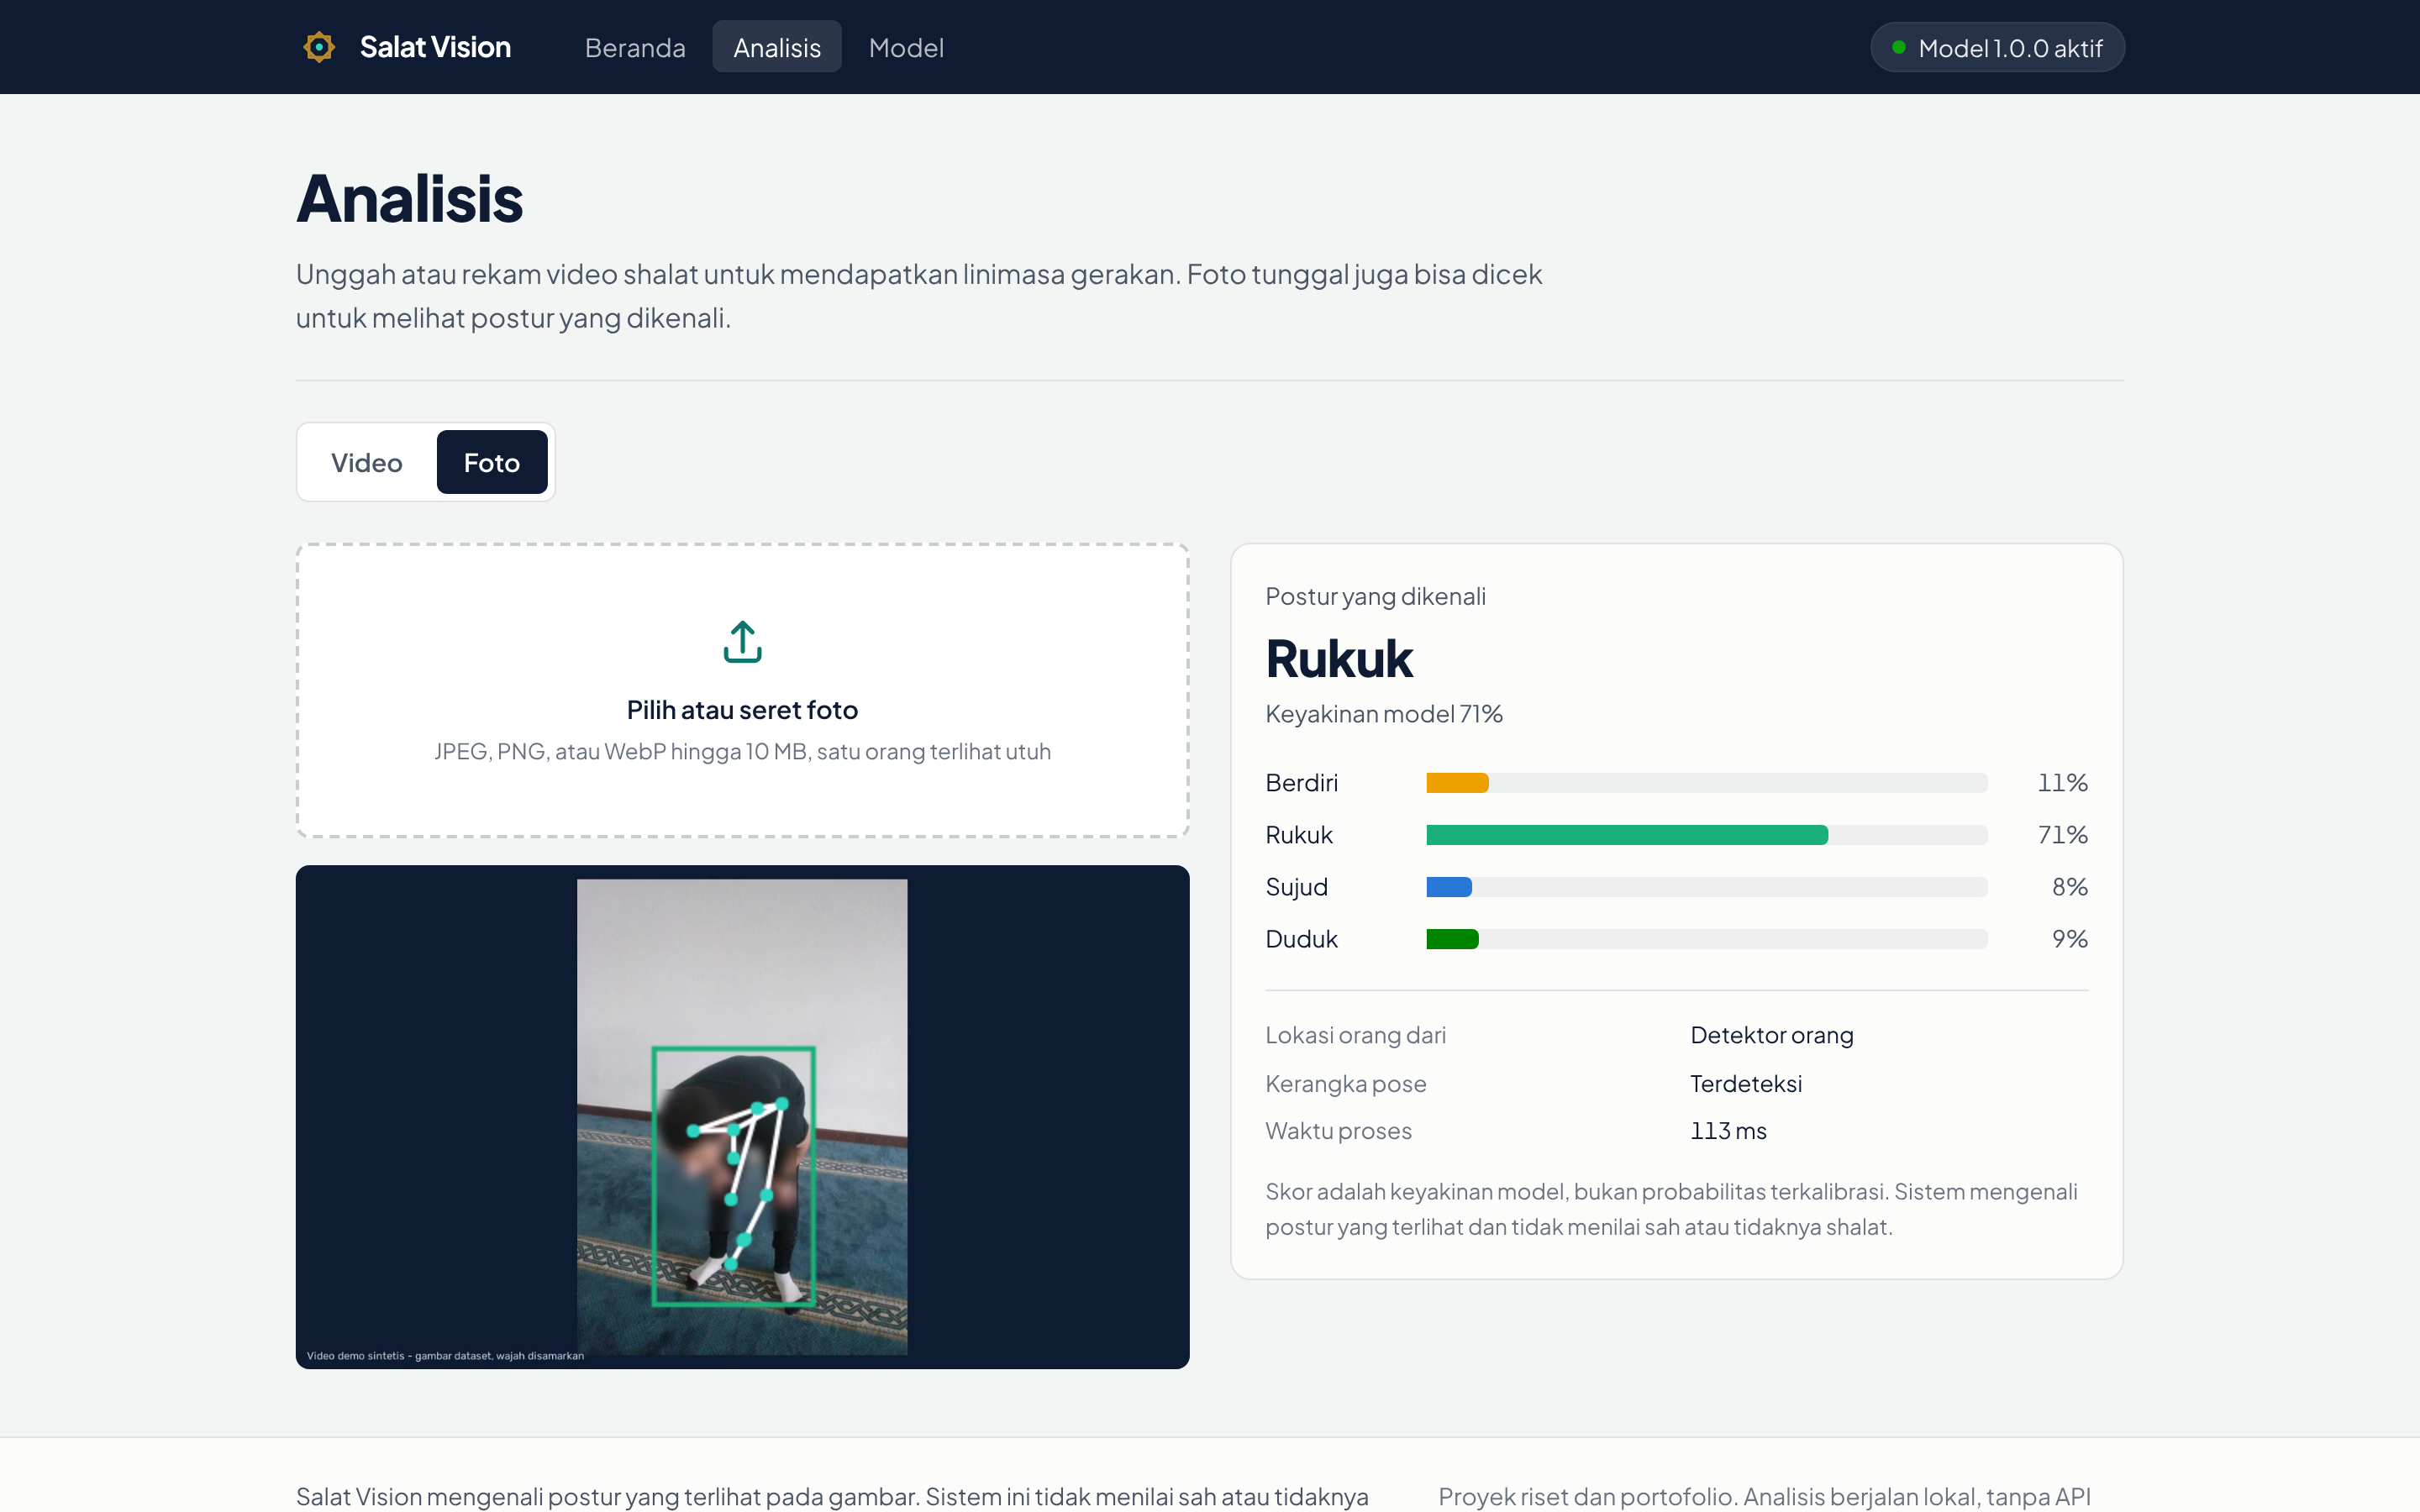 Salat Vision
Beranda
Analisis
Model
Model 1.0.0 aktif
Analisis
Unggah atau rekam video shalat untuk mendapatkan linimasa gerakan. Foto tunggal juga bisa dicek
untuk melihat postur yang dikenali.
Video
Foto
Pilih atau seret foto
JPEG, PNG, atau WebP hingga 10 MB, satu orang terlihat utuh
Video demo sintetis - gambar dataset, wajah disamarkan
Postur yang dikenali
Rukuk
Keyakinan model 71%
Berdiri 11%
Rukuk 71%
Sujud 8%
Duduk 9%
Lokasi orang dari Detektor orang
Kerangka pose Terdeteksi
Waktu proses 113 ms
Skor adalah keyakinan model, bukan probabilitas terkalibrasi. Sistem mengenali
postur yang terlihat dan tidak menilai sah atau tidaknya shalat.
Salat Vision mengenali postur yang terlihat pada gambar. Sistem ini tidak menilai sah atau tidaknya
Proyek riset dan portofolio. Analisis berjalan lokal, tanpa API